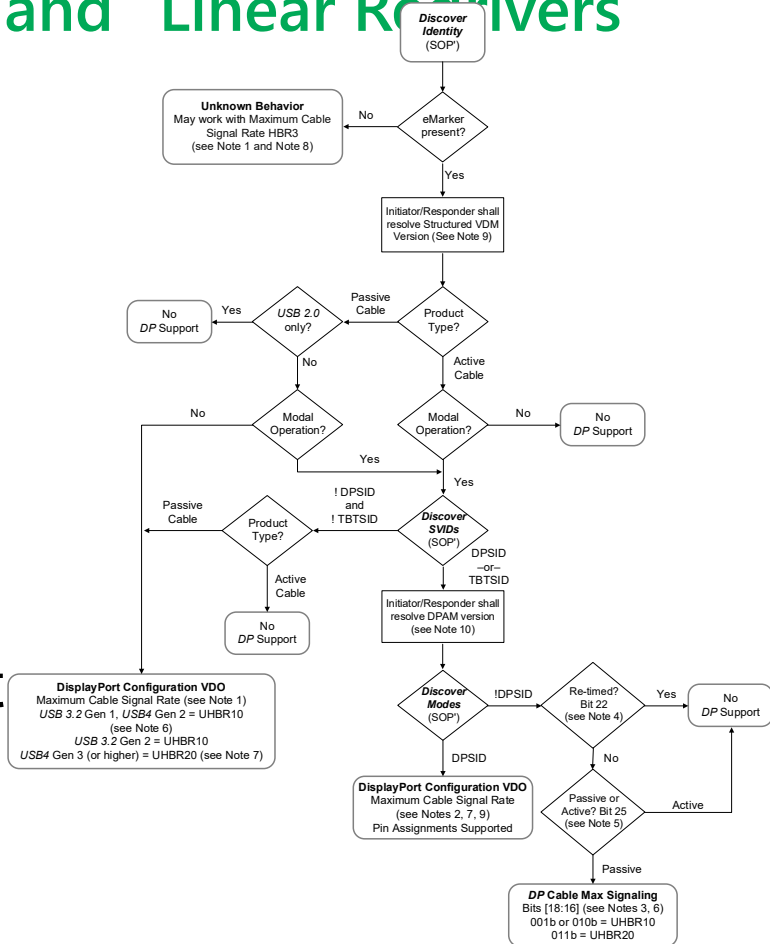 and Linear Redrivers
Discover
Identity
(SOP')
Unknown Behavior
May work with Maximum Cable
Signal Rate HBR3
(see Note 1 and Note 8)
No
eMarker
present?
Yes
Initiator/Responder shall
resolve Structured VDM
Version (See Note 9)
No
DP Support
Yes
USB 2.0
only?
Passive
Cable
Product
Type?
No
Active
Cable
No
Modal
Operation?
Modal
Operation?
No
No
DP Support
Yes
Yes
Passive
Cable
Product
Type?
! DPSID
and
! TBTSID
Discover
SVIDs
(SOP')
DPSID
–or–
TBTSID
Active
Cable
No
DP Support
Initiator/Responder shall
resolve DPAM version
(see Note 10)
DisplayPort Configuration VDO
Maximum Cable Signal Rate (see Note 1)
USB 3.2 Gen 1, USB4 Gen 2 = UHBR10
(see Note 6)
USB 3.2 Gen 2 = UHBR10
USB4 Gen 3 (or higher) = UHBR20 (see Note 7)
Discover
Modes
(SOP')
!DPSID
Re-timed?
Bit 22
(see Note 4)
Yes
No
DP Support
DPSID
No
DisplayPort Configuration VDO
Maximum Cable Signal Rate
(see Notes 2, 7, 9)
Pin Assignments Supported
Passive or
Active? Bit 25
(see Note 5)
Active
Passive
DP Cable Max Signaling
Bits [18:16] (see Notes 3, 6)
001b or 010b = UHBR10
011b = UHBR20